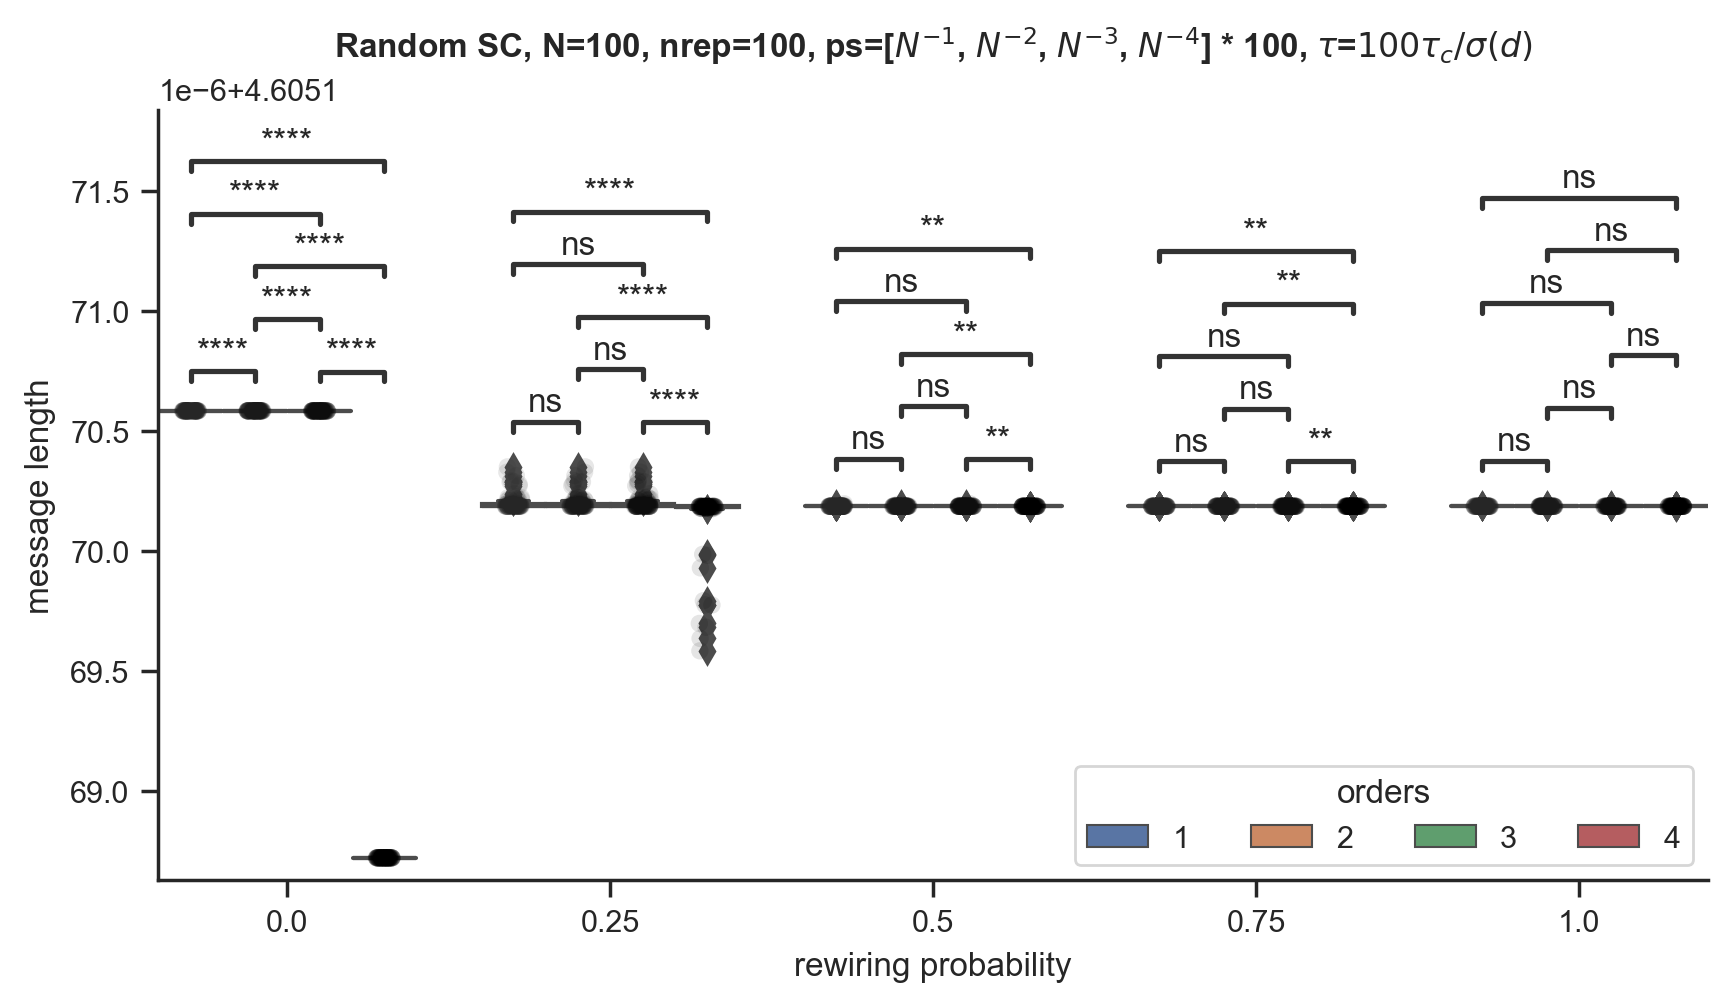 Random SC, N=100, nrep=100, ps=[N⁻¹, N⁻², N⁻³, N⁻⁴] * 100, τ=100τ_c/σ(d)
1e−6+4.6051
****
****
****
****
**** ****
****
ns
****
ns
ns ****
**
ns
**
ns
ns **
**
**
ns
ns
ns **
ns
ns
ns
ns
ns
ns
71.5
71.0
70.5
70.0
69.5
69.0
message length
0.0 0.25 0.5 0.75 1.0
rewiring probability
orders
1 2 3 4